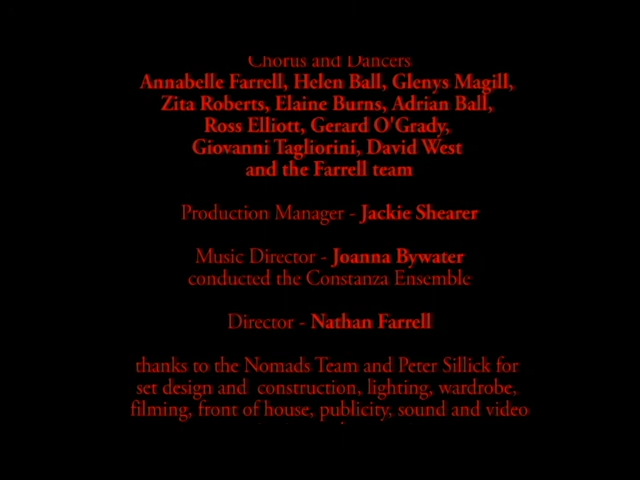 Chorus and Dancers
Annabelle Farrell, Helen Ball, Glenys Magill,
Zita Roberts, Elaine Burns, Adrian Ball,
Ross Elliott, Gerard O'Grady,
Giovanni Tagliorini, David West
and the Farrell team
Production Manager - Jackie Shearer
Music Director - Joanna Bywater
conducted the Constanza Ensemble
Director - Nathan Farrell
thanks to the Nomads Team and Peter Sillick for
set design and  construction, lighting, wardrobe,
filming, front of house, publicity, sound and video